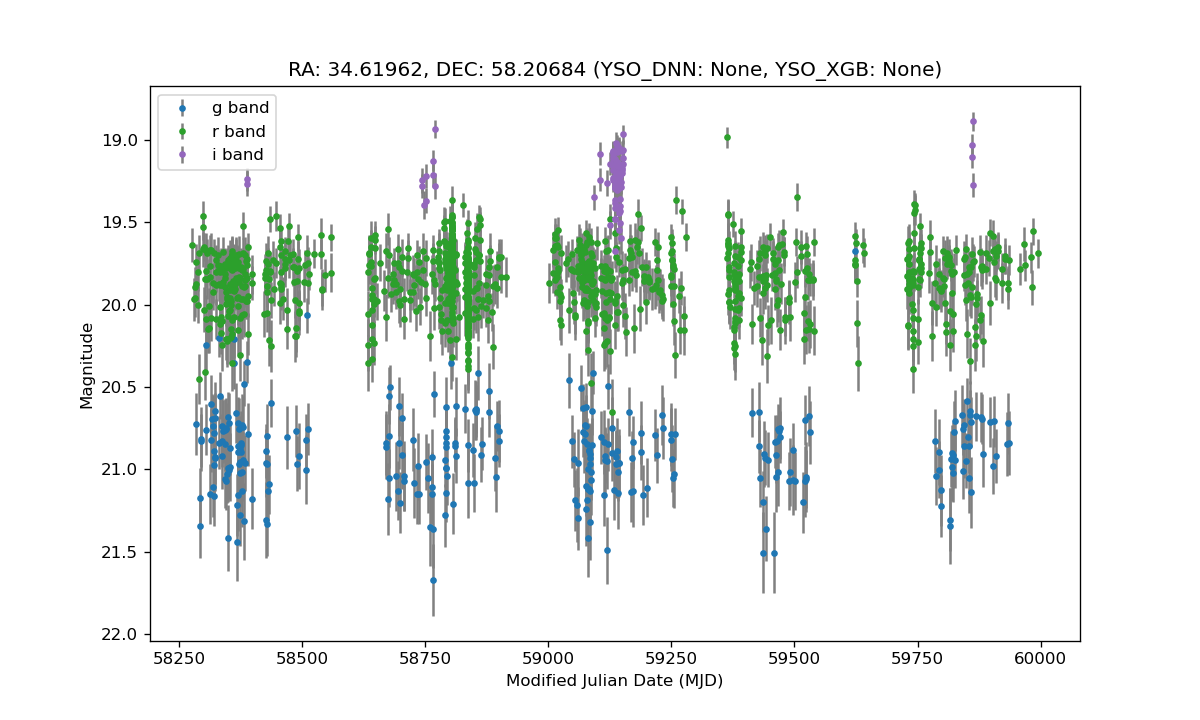 RA: 34.61962, DEC: 58.20684 (YSO_DNN: None, YSO_XGB: None)
g band
r band
i band
19.0
19.5
20.0
20.5
21.0
21.5
22.0
Magnitude
58250
58500
58750
59000
59250
59500
59750
60000
Modified Julian Date (MJD)